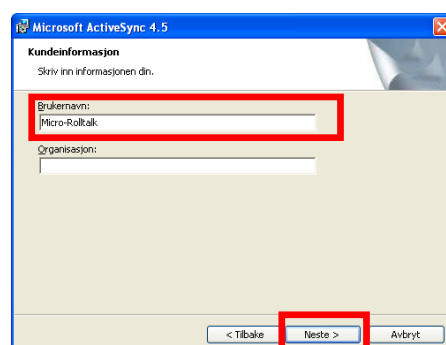 Microsoft ActiveSync 4.5
Kundeinformasjon
Skriv inn informasjonen din.
Brukernavn:
Micro-Rolltalk
Organisasjon:
< Tilbake
Neste >
Avbryt